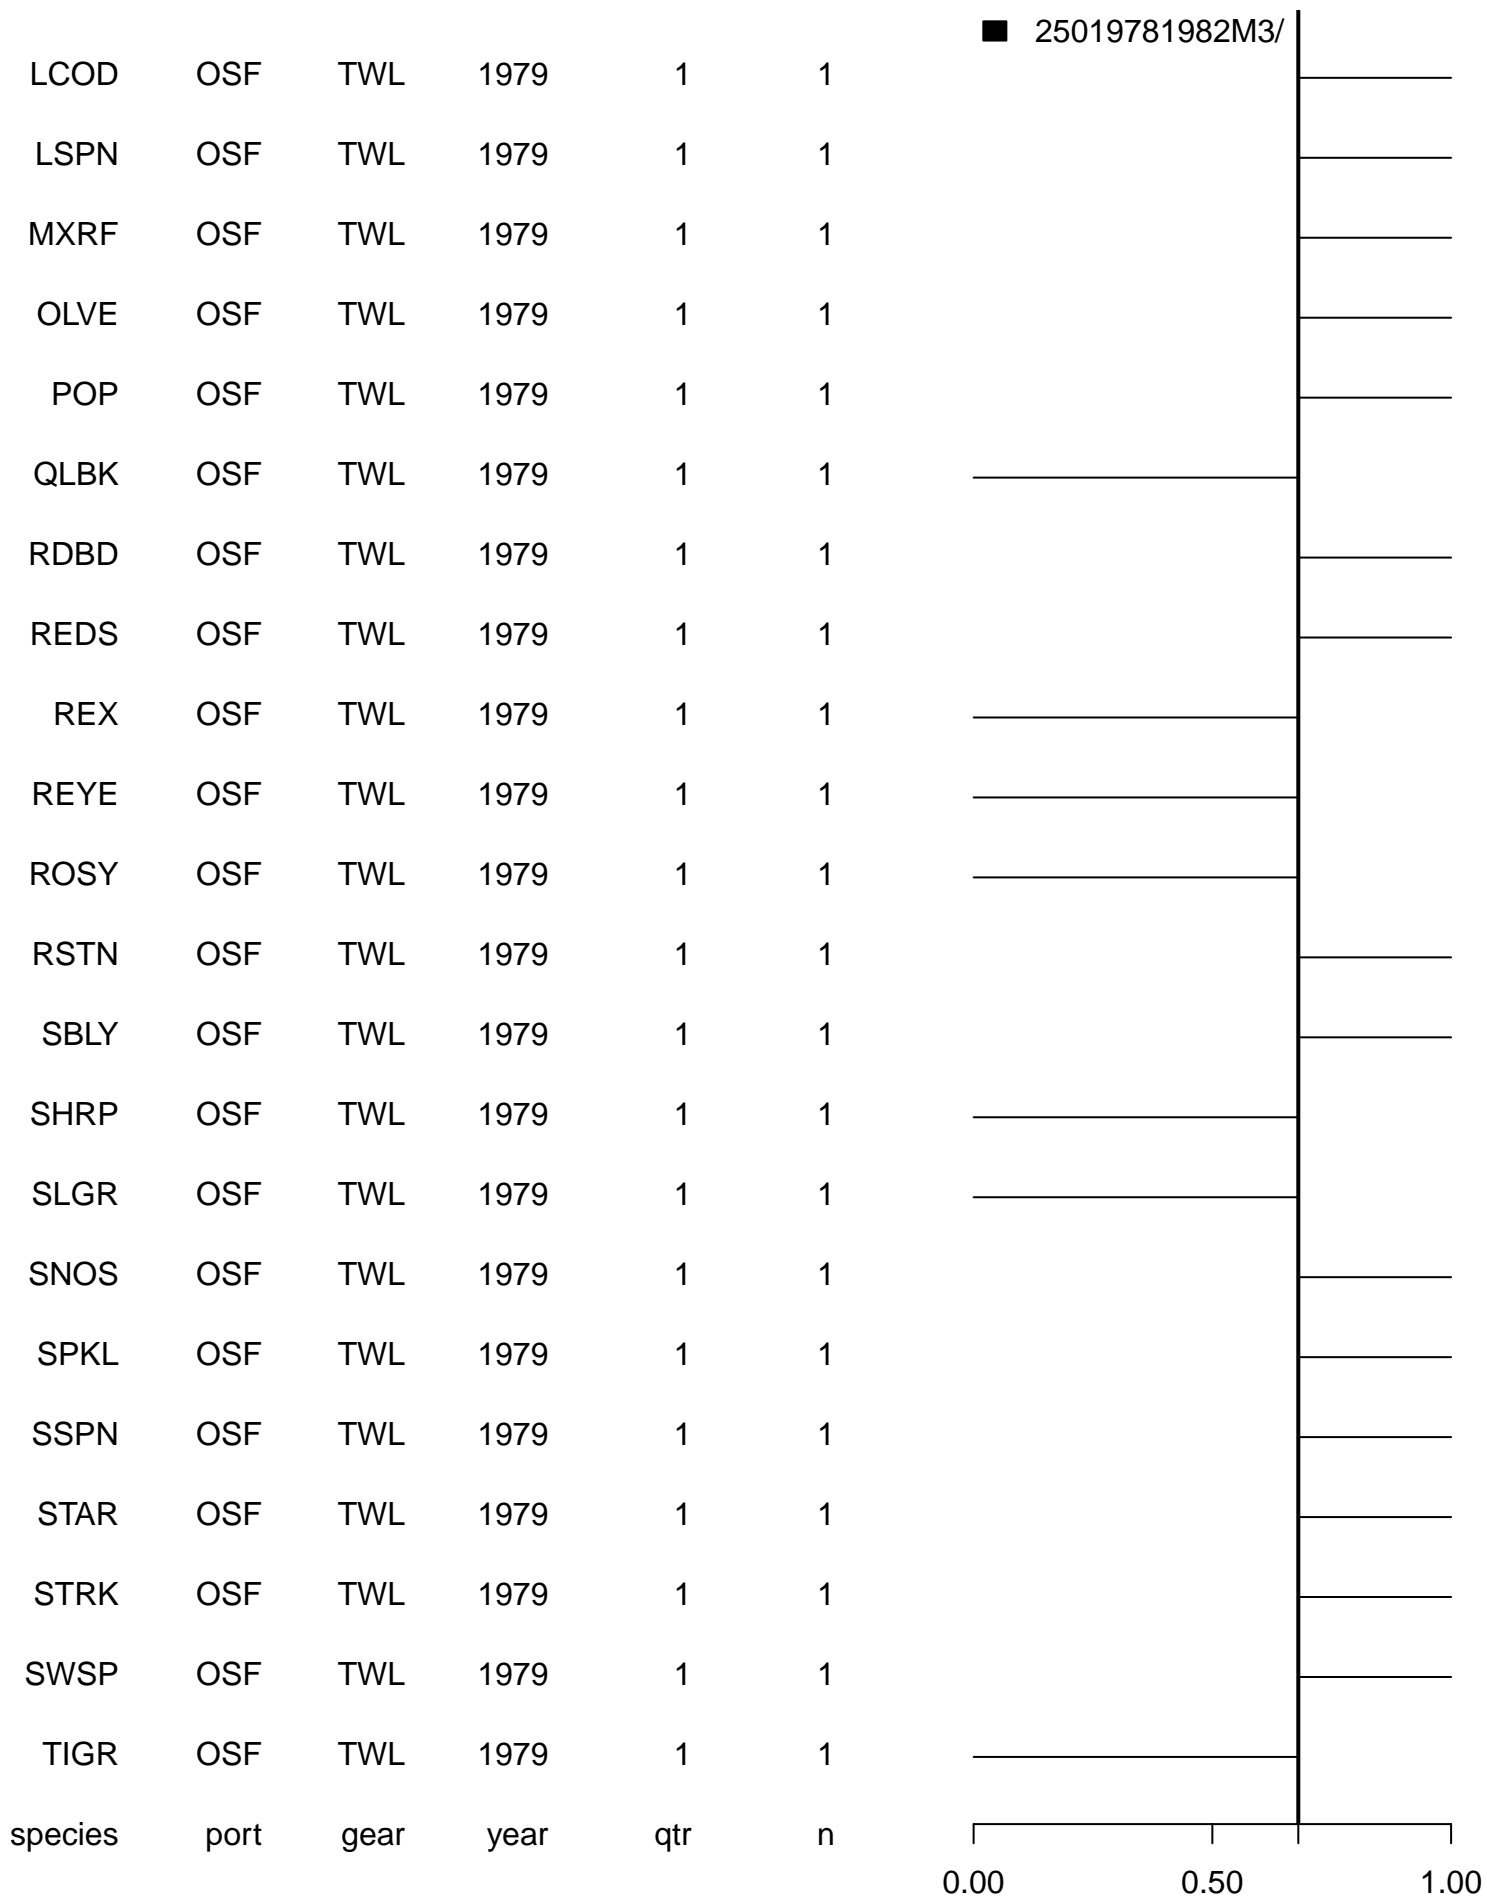 25019781982M3/
LCOD OSF TWL 1979 1 1
LSPN OSF TWL 1979 1 1
MXRF OSF TWL 1979 1 1
OLVE OSF TWL 1979 1 1
POP OSF TWL 1979 1 1
QLBK OSF TWL 1979 1 1
RDBD OSF TWL 1979 1 1
REDS OSF TWL 1979 1 1
REX OSF TWL 1979 1 1
REYE OSF TWL 1979 1 1
ROSY OSF TWL 1979 1 1
RSTN OSF TWL 1979 1 1
SBLY OSF TWL 1979 1 1
SHRP OSF TWL 1979 1 1
SLGR OSF TWL 1979 1 1
SNOS OSF TWL 1979 1 1
SPKL OSF TWL 1979 1 1
SSPN OSF TWL 1979 1 1
STAR OSF TWL 1979 1 1
STRK OSF TWL 1979 1 1
SWSP OSF TWL 1979 1 1
TIGR OSF TWL 1979 1 1
species port gear year qtr n
0.00 0.50 1.00